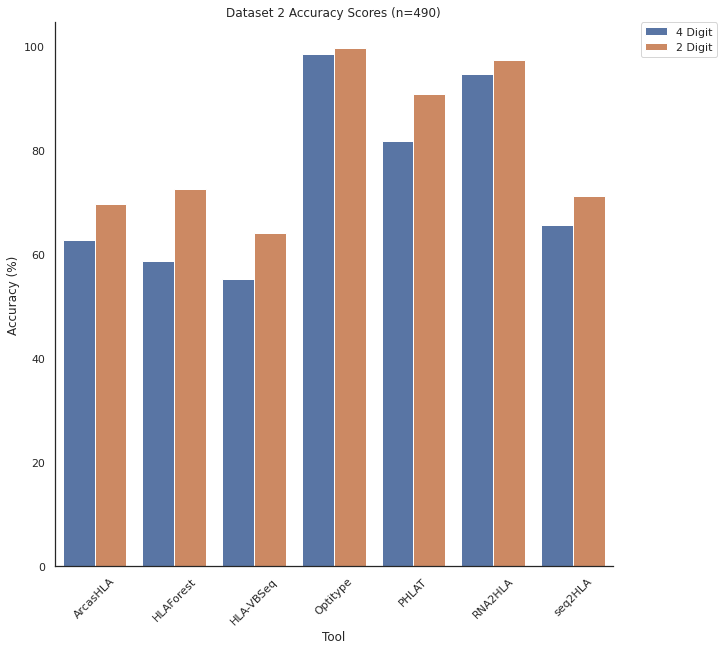 Dataset 2 Accuracy Scores (n=490)
4 Digit
2 Digit
Accuracy (%)
100
80
60
40
20
0
ArcasHLA
HLAForest
HLA-VBSeq
Optitype
PHLAT
RNA2HLA
seq2HLA
Tool